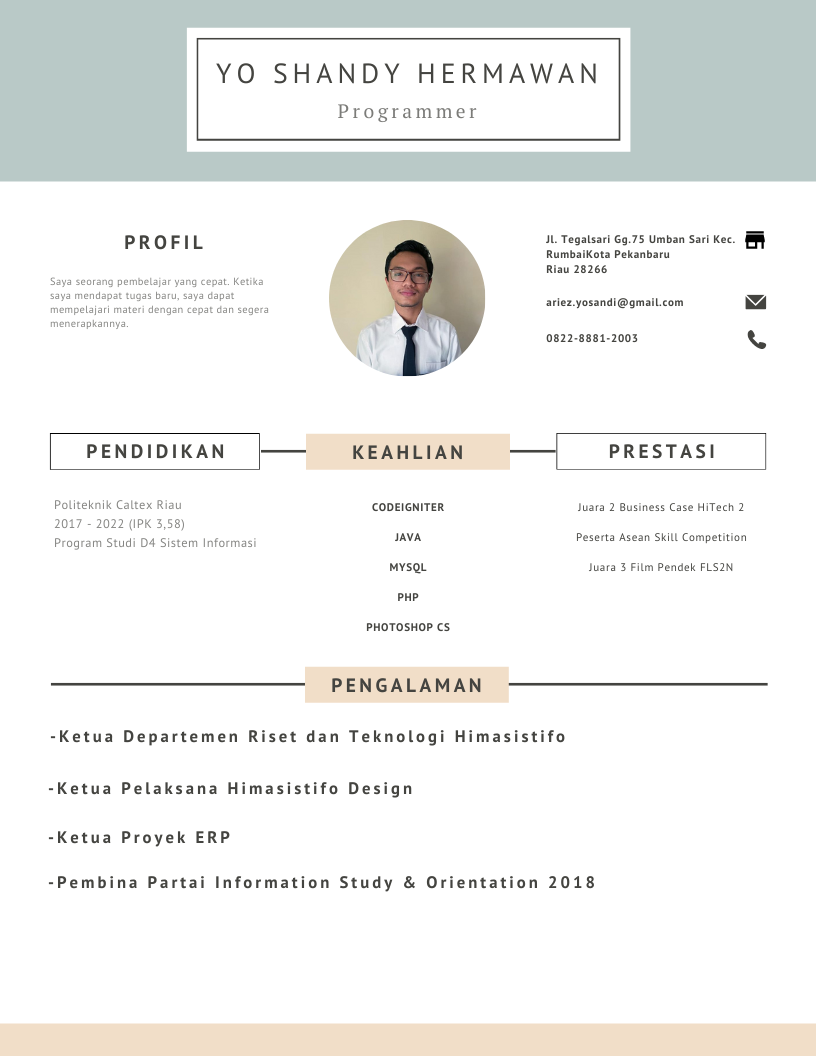 YO SHANDY HERMAWAN
Programmer
PROFIL
Saya seorang pembelajar yang cepat. Ketika
saya mendapat tugas baru, saya dapat
mempelajari materi dengan cepat dan segera
menerapkannya.
Jl. Tegalsari Gg.75 Umban Sari Kec.
RumbaiKota Pekanbaru
Riau 28266
ariez.yosandi@gmail.com
0822-8881-2003
PENDIDIKAN
Politeknik Caltex Riau
2017 - 2022 (IPK 3,58)
Program Studi D4 Sistem Informasi
KEAHLIAN
CODEIGNITER
JAVA
MYSQL
PHP
PHOTOSHOP CS
PRESTASI
Juara 2 Business Case HiTech 2
Peserta Asean Skill Competition
Juara 3 Film Pendek FLS2N
PENGALAMAN
-Ketua Departemen Riset dan Teknologi Himasistifo
-Ketua Pelaksana Himasistifo Design
-Ketua Proyek ERP
-Pembina Partai Information Study & Orientation 2018